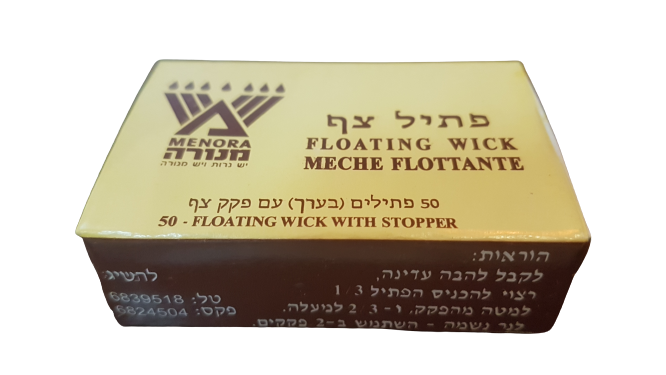 MENORA
מנורה
יש נרות ויש מנורה
פתיל צף
FLOATING WICK
MECHE FLOTTANTE
50 פתילים (בערך) עם פקק צף
50 - FLOATING WICK WITH STOPPER
הוראות:
לקבל להבה עדינה,
רצוי להכניס הפתיל 1/3
למטה מהפקק, ו-2/3 למעלה.
לנר נשמה - השתמש ב-2 פקקים.
להשיג:
טל: 6839518
פקס: 6824504